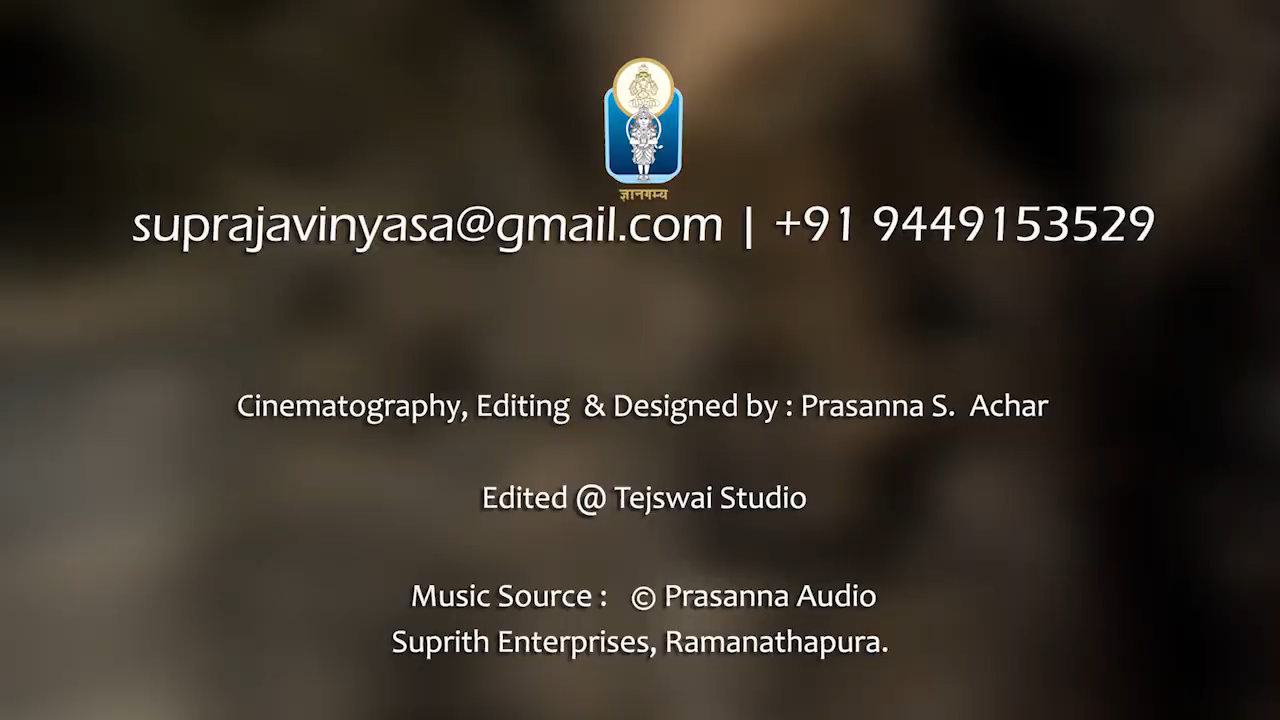 ज्ञानगम्य
suprajavinyasa@gmail.com | +91 9449153529
Cinematography, Editing & Designed by : Prasanna S. Achar
Edited @ Tejswai Studio
Music Source : © Prasanna Audio
Suprith Enterprises, Ramanathapura.